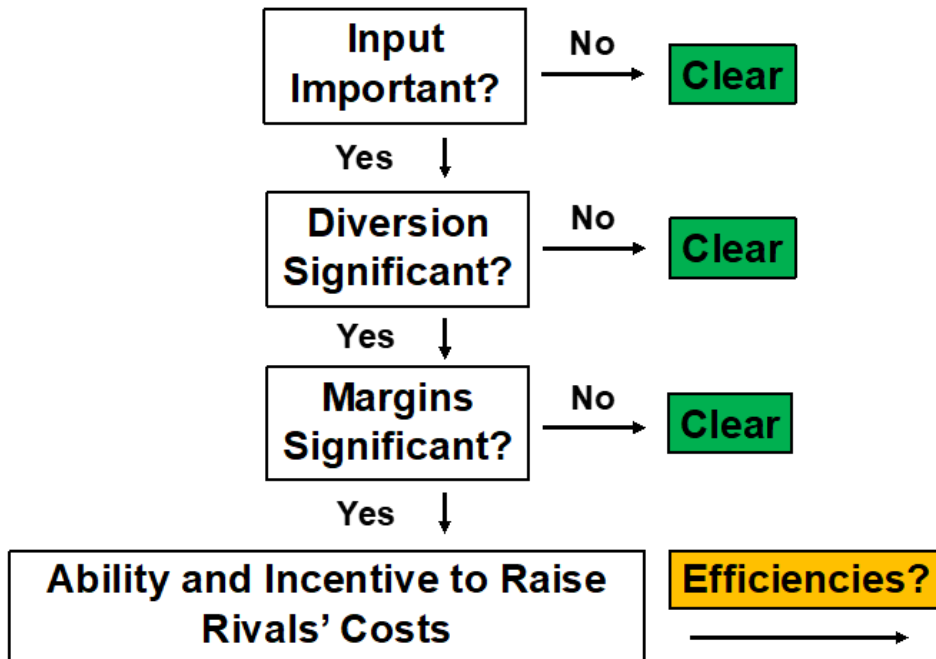 Input
Important?
No
Clear
Yes
Diversion
Significant?
No
Clear
Yes
Margins
Significant?
No
Clear
Yes
Ability and Incentive to Raise
Rivals’ Costs
Efficiencies?